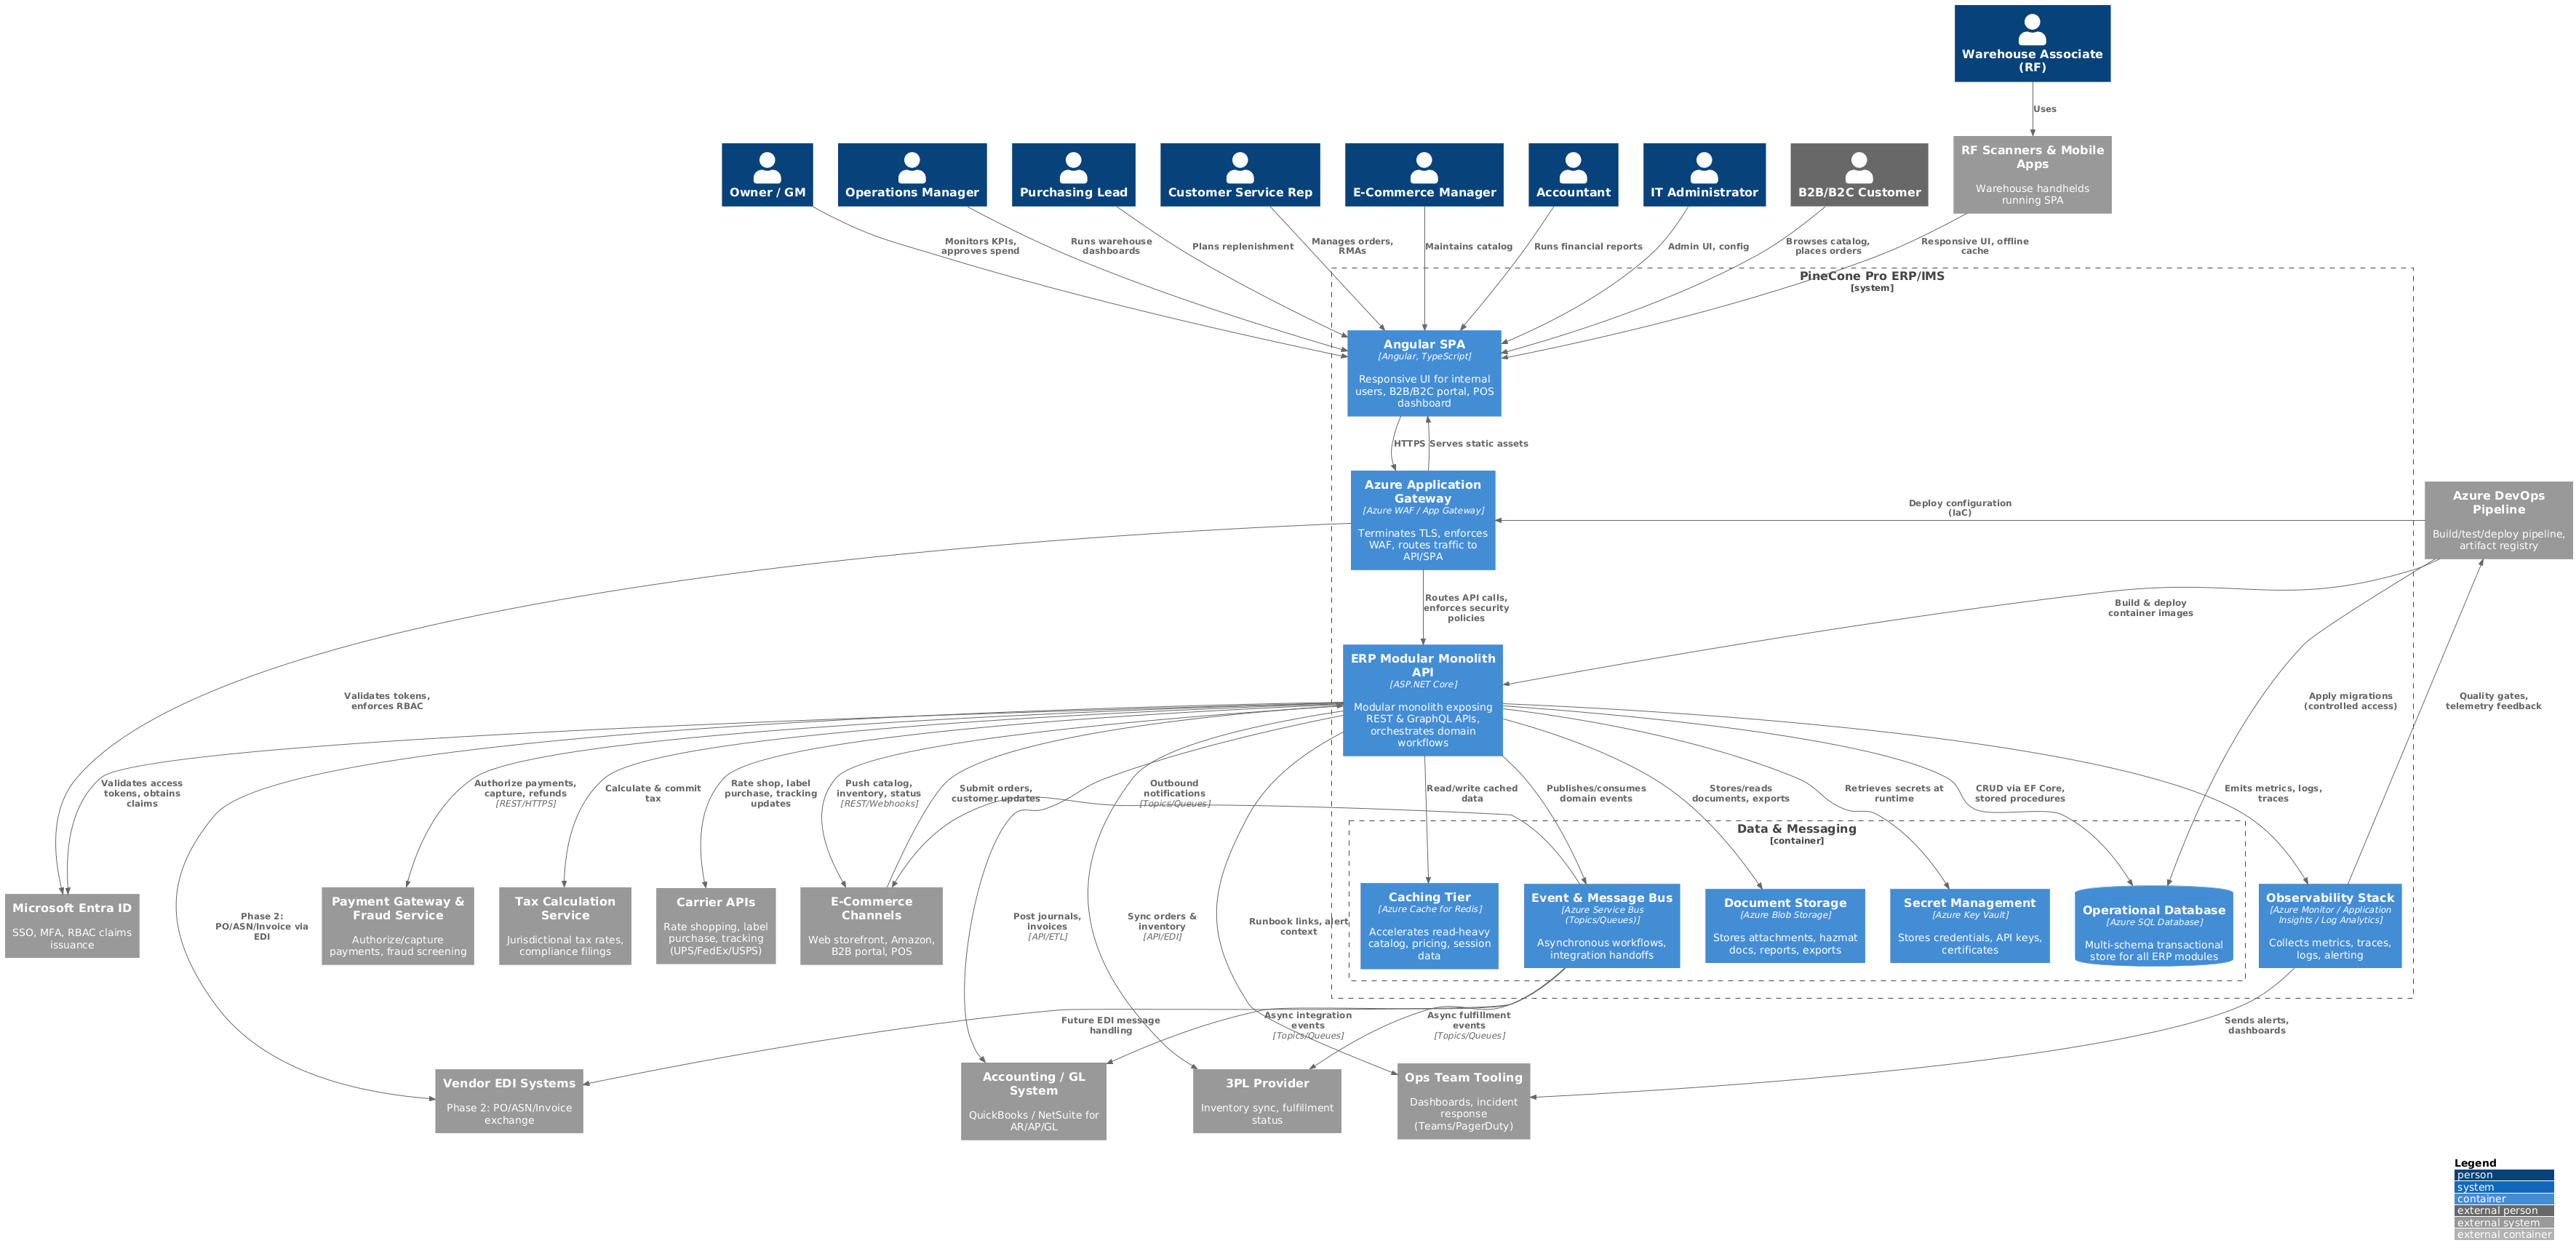 Warehouse Associate
(RF)
Uses
Owner / GM
Operations Manager
Purchasing Lead
Customer Service Rep
E-Commerce Manager
Accountant
IT Administrator
B2B/B2C Customer
RF Scanners & Mobile
Apps
Warehouse handhelds
running SPA
Monitors KPIs,
approves spend
Runs warehouse
dashboards
Plans replenishment
Manages orders,
RMAs
Maintains catalog
Runs financial reports
Admin UI, config
Browses catalog,
places orders
Responsive UI, offline
cache
PineCone Pro ERP/IMS
[system]
Angular SPA
[Angular, TypeScript]
Responsive UI for internal
users, B2B/B2C portal, POS
dashboard
HTTPS
Serves static assets
Azure Application
Gateway
[Azure WAF / App Gateway]
Terminates TLS, enforces
WAF, routes traffic to
API/SPA
Deploy configuration
(IaC)
Azure DevOps
Pipeline
Build/test/deploy pipeline,
artifact registry
Routes API calls,
enforces security
policies
Build & deploy
container images
ERP Modular Monolith
API
[ASP.NET Core]
Modular monolith exposing
REST & GraphQL APIs,
orchestrates domain
workflows
Validates tokens,
enforces RBAC
Apply migrations
(controlled access)
Quality gates,
telemetry feedback
Validates access
tokens, obtains
claims
Authorize payments,
capture, refunds
[REST/HTTPS]
Calculate & commit
tax
Rate shop, label
purchase, tracking
updates
Push catalog,
inventory, status
[REST/Webhooks]
Submit orders,
customer updates
Outbound
notifications
[Topics/Queues]
Read/write cached
data
Publishes/consumes
domain events
Stores/reads
documents, exports
Retrieves secrets at
runtime
CRUD via EF Core,
stored procedures
Emits metrics, logs,
traces
Data & Messaging
[container]
Microsoft Entra ID
SSO, MFA, RBAC claims
issuance
Phase 2:
PO/ASN/Invoice via
EDI
Payment Gateway &
Fraud Service
Authorize/capture
payments, fraud screening
Tax Calculation
Service
Jurisdictional tax rates,
compliance filings
Carrier APIs
Rate shopping, label
purchase, tracking
(UPS/FedEx/USPS)
E-Commerce
Channels
Web storefront, Amazon,
B2B portal, POS
Post journals,
invoices
[API/ETL]
Sync orders &
inventory
[API/EDI]
Runbook links, alert
context
Caching Tier
[Azure Cache for Redis]
Accelerates read-heavy
catalog, pricing, session
data
Event & Message Bus
[Azure Service Bus
(Topics/Queues)]
Asynchronous workflows,
integration handoffs
Document Storage
[Azure Blob Storage]
Stores attachments, hazmat
docs, reports, exports
Secret Management
[Azure Key Vault]
Stores credentials, API keys,
certificates
Operational Database
[Azure SQL Database]
Multi-schema transactional
store for all ERP modules
Observability Stack
[Azure Monitor / Application
Insights / Log Analytics]
Collects metrics, traces,
logs, alerting
Future EDI message
handling
Async integration
events
[Topics/Queues]
Async fulfillment
events
[Topics/Queues]
Sends alerts,
dashboards
Vendor EDI Systems
Phase 2: PO/ASN/Invoice
exchange
Accounting / GL
System
QuickBooks / NetSuite for
AR/AP/GL
3PL Provider
Inventory sync, fulfillment
status
Ops Team Tooling
Dashboards, incident
response
(Teams/PagerDuty)
Legend
person
system
container
external person
external system
external container